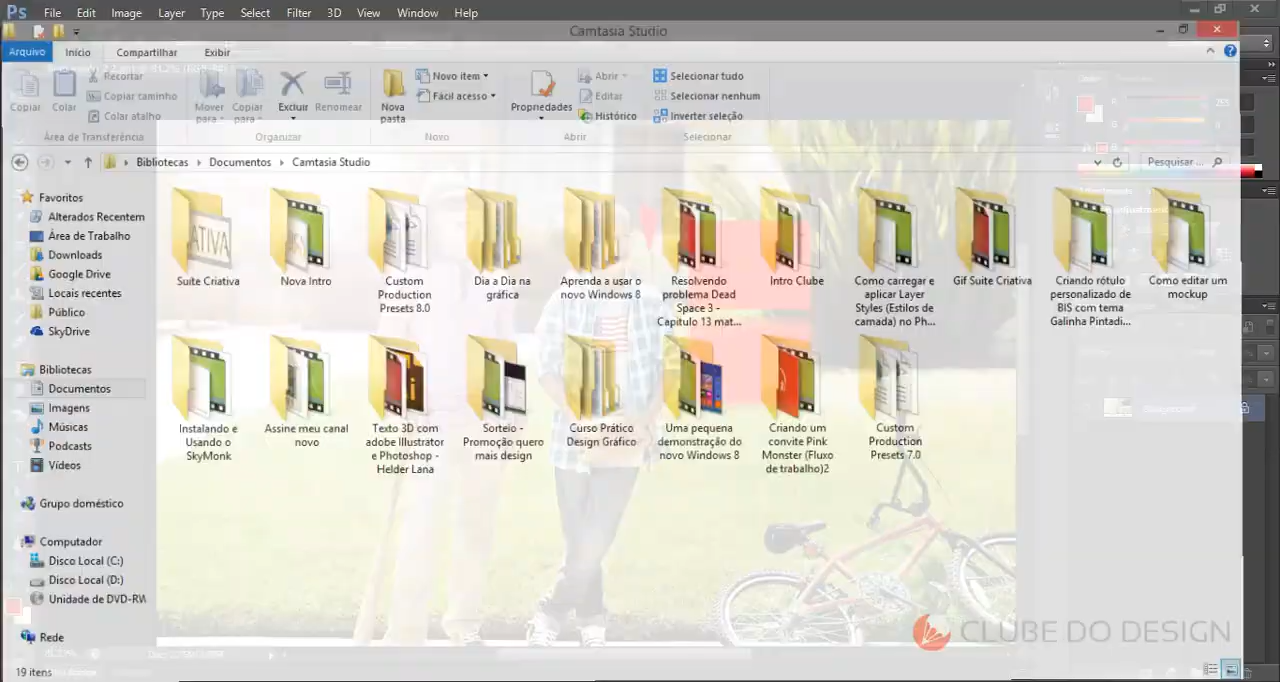 Ps File Edit Image Layer Type Select Filter 3D View Window Help
Camtasia Studio
Arquivo Início Compartilhar Exibir
Copiar
Colar
Recortar
Copiar caminho
Colar atalho
Área de Transferência
Mover para
Copiar para
Excluir
Renomear
Organizar
Nova pasta
Novo item
Fácil acesso
Novo
Propriedades
Abrir
Editar
Histórico
Abrir
Selecionar tudo
Selecionar nenhum
Inverter seleção
Selecionar
Bibliotecas Documentos Camtasia Studio
Pesquisar ...
Favoritos
Alterados Recentem
Área de Trabalho
Downloads
Google Drive
Locais recentes
Público
SkyDrive
Bibliotecas
Documentos
Imagens
Músicas
Podcasts
Vídeos
Grupo doméstico
Computador
Disco Local (C:)
Disco Local (D:)
Unidade de DVD-RW
Rede
19 itens
Suite Criativa
Nova Intro
Custom
Production
Presets 8.0
Dia a Dia na
gráfica
Aprenda a usar o
novo Windows 8
Resolvendo
problema Dead
Space 3 -
Capitulo 13 mat...
Intro Clube
Como carregar e
aplicar Layer
Styles (Estilos de
camada) no Ph...
Gif Suite Criativa
Criando rótulo
personalizado de
BIS com tema
Galinha Pintadi...
Como editar um
mockup
Instalando e
Usando o
SkyMonk
Assine meu canal
novo
Texto 3D com
adobe Illustrator
e Photoshop -
Helder Lana
Sorteio -
Promoção quero
mais design
Curso Prático
Design Gráfico
Uma pequena
demonstração do
novo Windows 8
Criando um
convite Pink
Monster (Fluxo
de trabalho)2
Custom
Production
Presets 7.0
CLUBE DO DESIGN